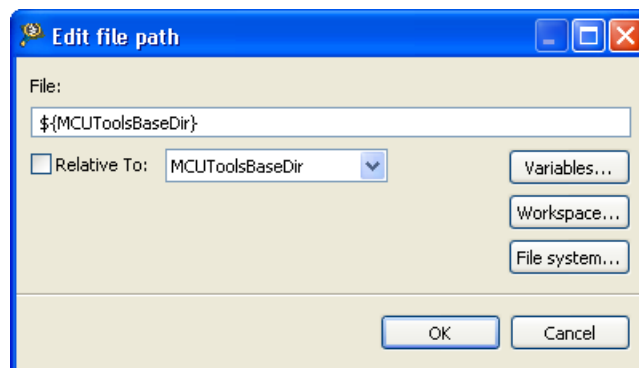 Edit file path
File:
${MCUToolsBaseDir}
Relative To: MCUToolsBaseDir
Variables...
Workspace...
File system...
OK Cancel